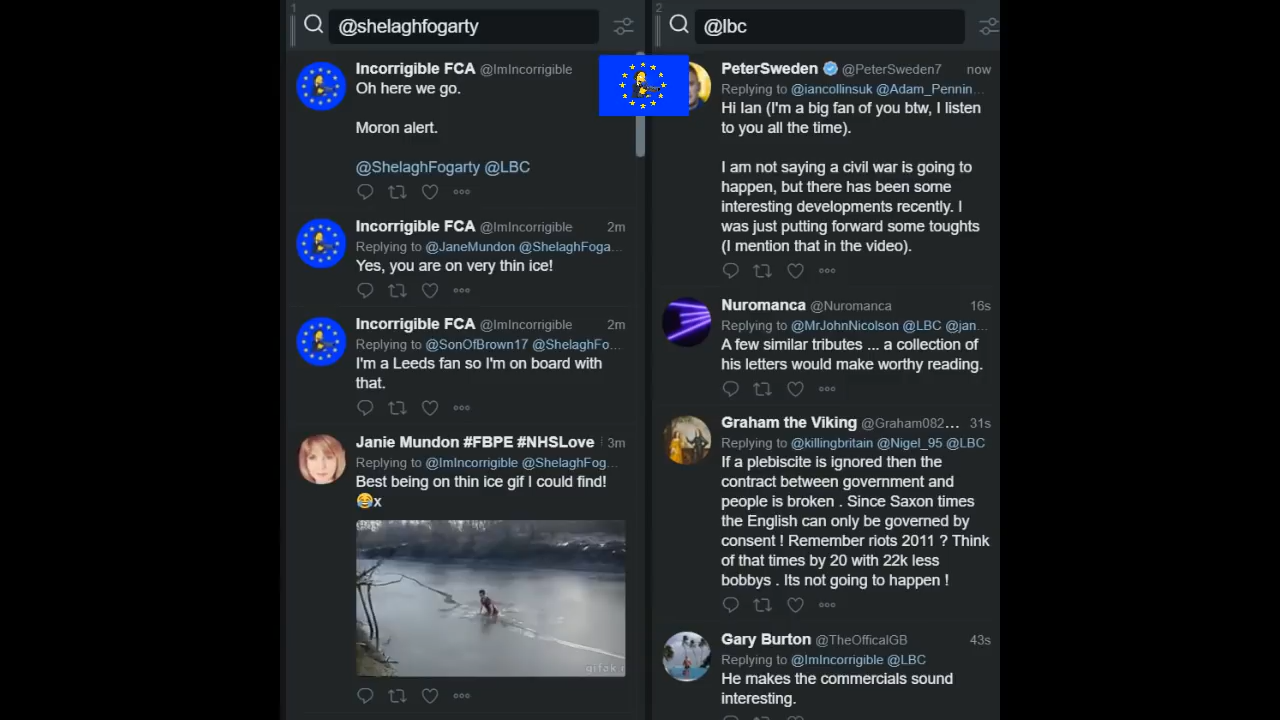 1
@shelaghfogarty
Incorrigible FCA @ImIncorrigible
Oh here we go.
Moron alert.
@ShelaghFogarty @LBC
Incorrigible FCA @ImIncorrigible 2m
Replying to @JaneMundon @ShelaghFoga...
Yes, you are on very thin ice!
Incorrigible FCA @ImIncorrigible 2m
Replying to @SonOfBrown17 @ShelaghFo...
I'm a Leeds fan so I'm on board with
that.
Janie Mundon #FBPE #NHSLove 3m
Replying to @ImIncorrigible @ShelaghFog...
Best being on thin ice gif I could find!
😂x
gifak.
2
@lbc
PeterSweden @PeterSweden7 now
Replying to @iancollinsuk @Adam_Pennin...
Hi Ian (I'm a big fan of you btw, I listen
to you all the time).
I am not saying a civil war is going to
happen, but there has been some
interesting developments recently. I
was just putting forward some toughts
(I mention that in the video).
Nuromanca @Nuromanca 16s
Replying to @MrJohnNicolson @LBC @jan...
A few similar tributes ... a collection of
his letters would make worthy reading.
Graham the Viking @Graham082... 31s
Replying to @killingbritain @Nigel_95 @LBC
If a plebiscite is ignored then the
contract between government and
people is broken . Since Saxon times
the English can only be governed by
consent ! Remember riots 2011 ? Think
of that times by 20 with 22k less
bobbys . Its not going to happen !
Gary Burton @TheOfficalGB 43s
Replying to @ImIncorrigible @LBC
He makes the commercials sound
interesting.